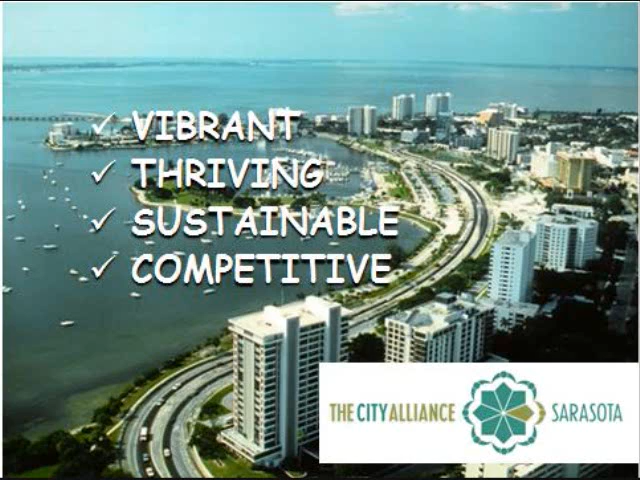 ✓ VIBRANT
✓ THRIVING
✓ SUSTAINABLE
✓ COMPETITIVE
THE CITY ALLIANCE SARASOTA